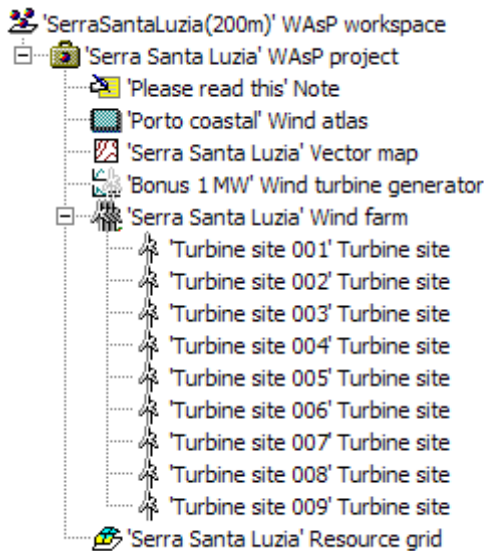 'SerraSantaLuzia(200m)' WAsP workspace
'Serra Santa Luzia' WAsP project
'Please read this' Note
'Porto coastal' Wind atlas
'Serra Santa Luzia' Vector map
'Bonus 1 MW' Wind turbine generator
'Serra Santa Luzia' Wind farm
'Turbine site 001' Turbine site
'Turbine site 002' Turbine site
'Turbine site 003' Turbine site
'Turbine site 004' Turbine site
'Turbine site 005' Turbine site
'Turbine site 006' Turbine site
'Turbine site 007' Turbine site
'Turbine site 008' Turbine site
'Turbine site 009' Turbine site
'Serra Santa Luzia' Resource grid